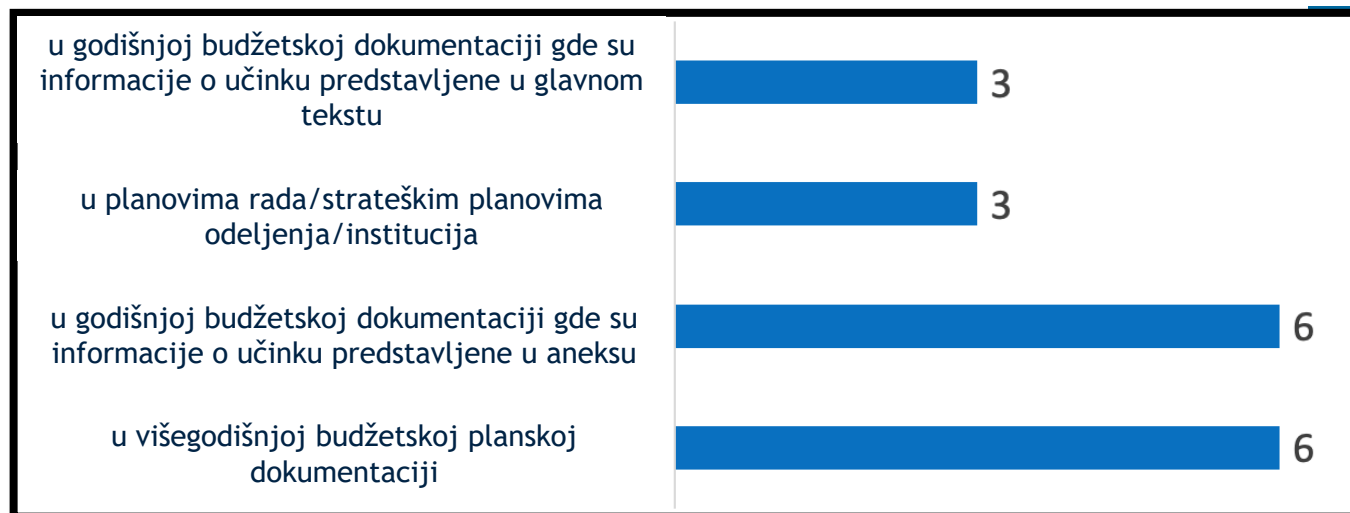 u godišnjoj budžetskoj dokumentaciji gde su
informacije o učinku predstavljene u glavnom
tekstu
3
u planovima rada/strateškim planovima
odeljenja/institucija
3
u godišnjoj budžetskoj dokumentaciji gde su
informacije o učinku predstavljene u aneksu
6
u višegodišnjoj budžetskoj planskoj
dokumentaciji
6